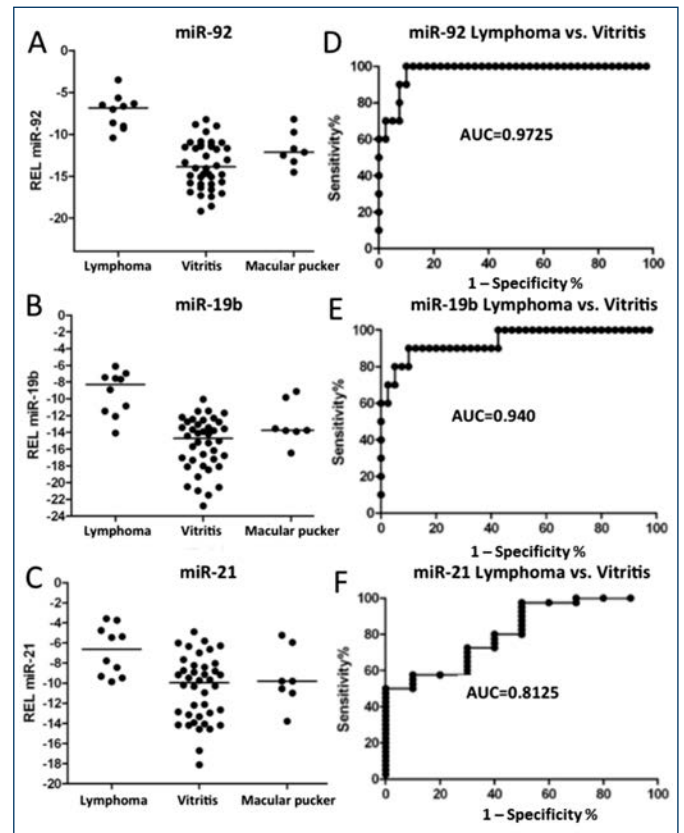 A
miR-92
REL miR-92
0
-5
-10
-15
-20
Lymphoma Vitritis Macular pucker
D
miR-92 Lymphoma vs. Vitritis
Sensitivity%
100
80
60
40
20
0
AUC=0.9725
0 20 40 60 80 100
1 – Specificity %
B
miR-19b
REL miR-19b
0
-2
-4
-6
-8
-10
-12
-14
-16
-18
-20
-22
-24
Lymphoma Vitritis Macular pucker
E
miR-19b Lymphoma vs. Vitritis
Sensitivity%
100
80
60
40
20
0
AUC=0.940
0 20 40 60 80 100
1 – Specificity %
C
miR-21
REL miR-21
0
-2
-4
-6
-8
-10
-12
-14
-16
-18
-20
Lymphoma Vitritis Macular pucker
F
miR-21 Lymphoma vs. Vitritis
Sensitivity%
100
80
60
40
20
0
AUC=0.8125
0 20 40 60 80 100
1 – Specificity %